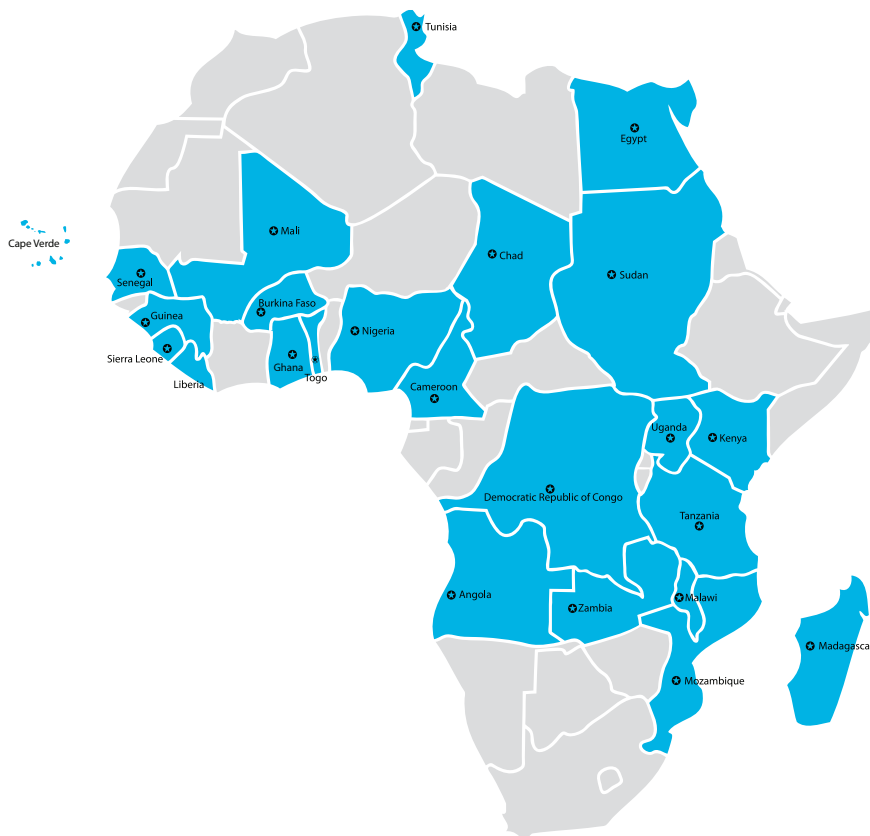 Tunisia
Egypt
Mali
Cape Verde
Chad
Senegal
Sudan
Burkina Faso
Guinea
Nigeria
Sierra Leone
Ghana
Togo
Liberia
Cameroon
Uganda
Kenya
Democratic Republic of Congo
Tanzania
Angola
Malawi
Zambia
Madagasca
Mozambique